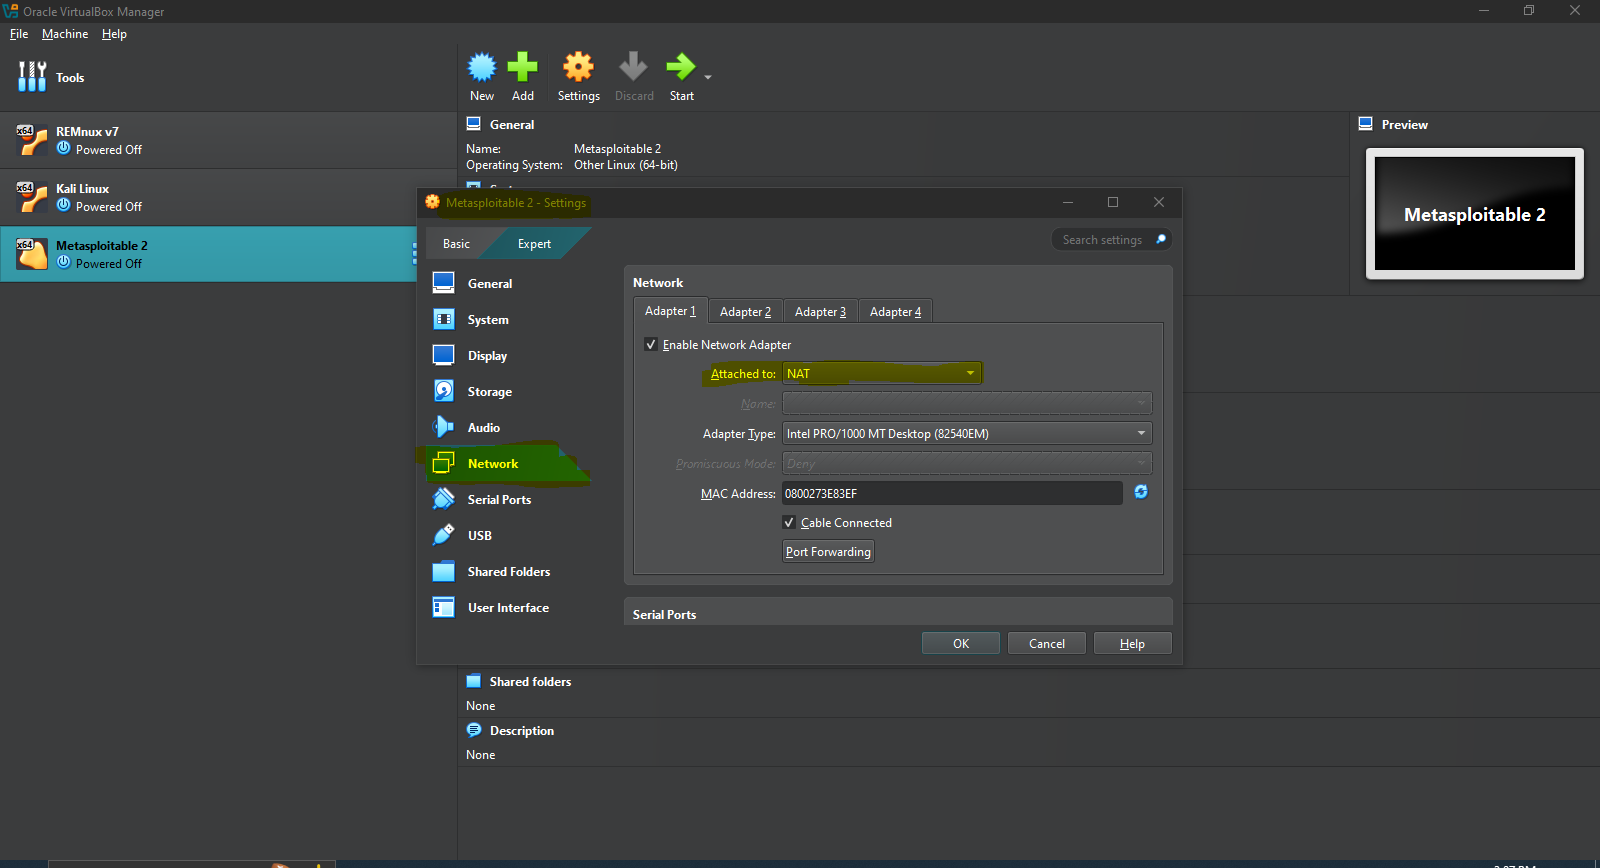 Oracle VirtualBox Manager
File Machine Help
Tools
New Add Settings Discard Start
x64 REMnux v7
Powered Off
x64 Kali Linux
Powered Off
x64 Metasploitable 2
Powered Off
General
Name: Metasploitable 2
Operating System: Other Linux (64-bit)
Preview
Metasploitable 2
Metasploitable 2 - Settings
Basic Expert
Search settings
General
System
Display
Storage
Audio
Network
Serial Ports
USB
Shared Folders
User Interface
Network
Adapter 1 Adapter 2 Adapter 3 Adapter 4
Enable Network Adapter
Attached to: NAT
Name:
Adapter Type: Intel PRO/1000 MT Desktop (82540EM)
Promiscuous Mode: Deny
MAC Address: 0800273E83EF
Cable Connected
Port Forwarding
Serial Ports
OK Cancel Help
Shared folders
None
Description
None